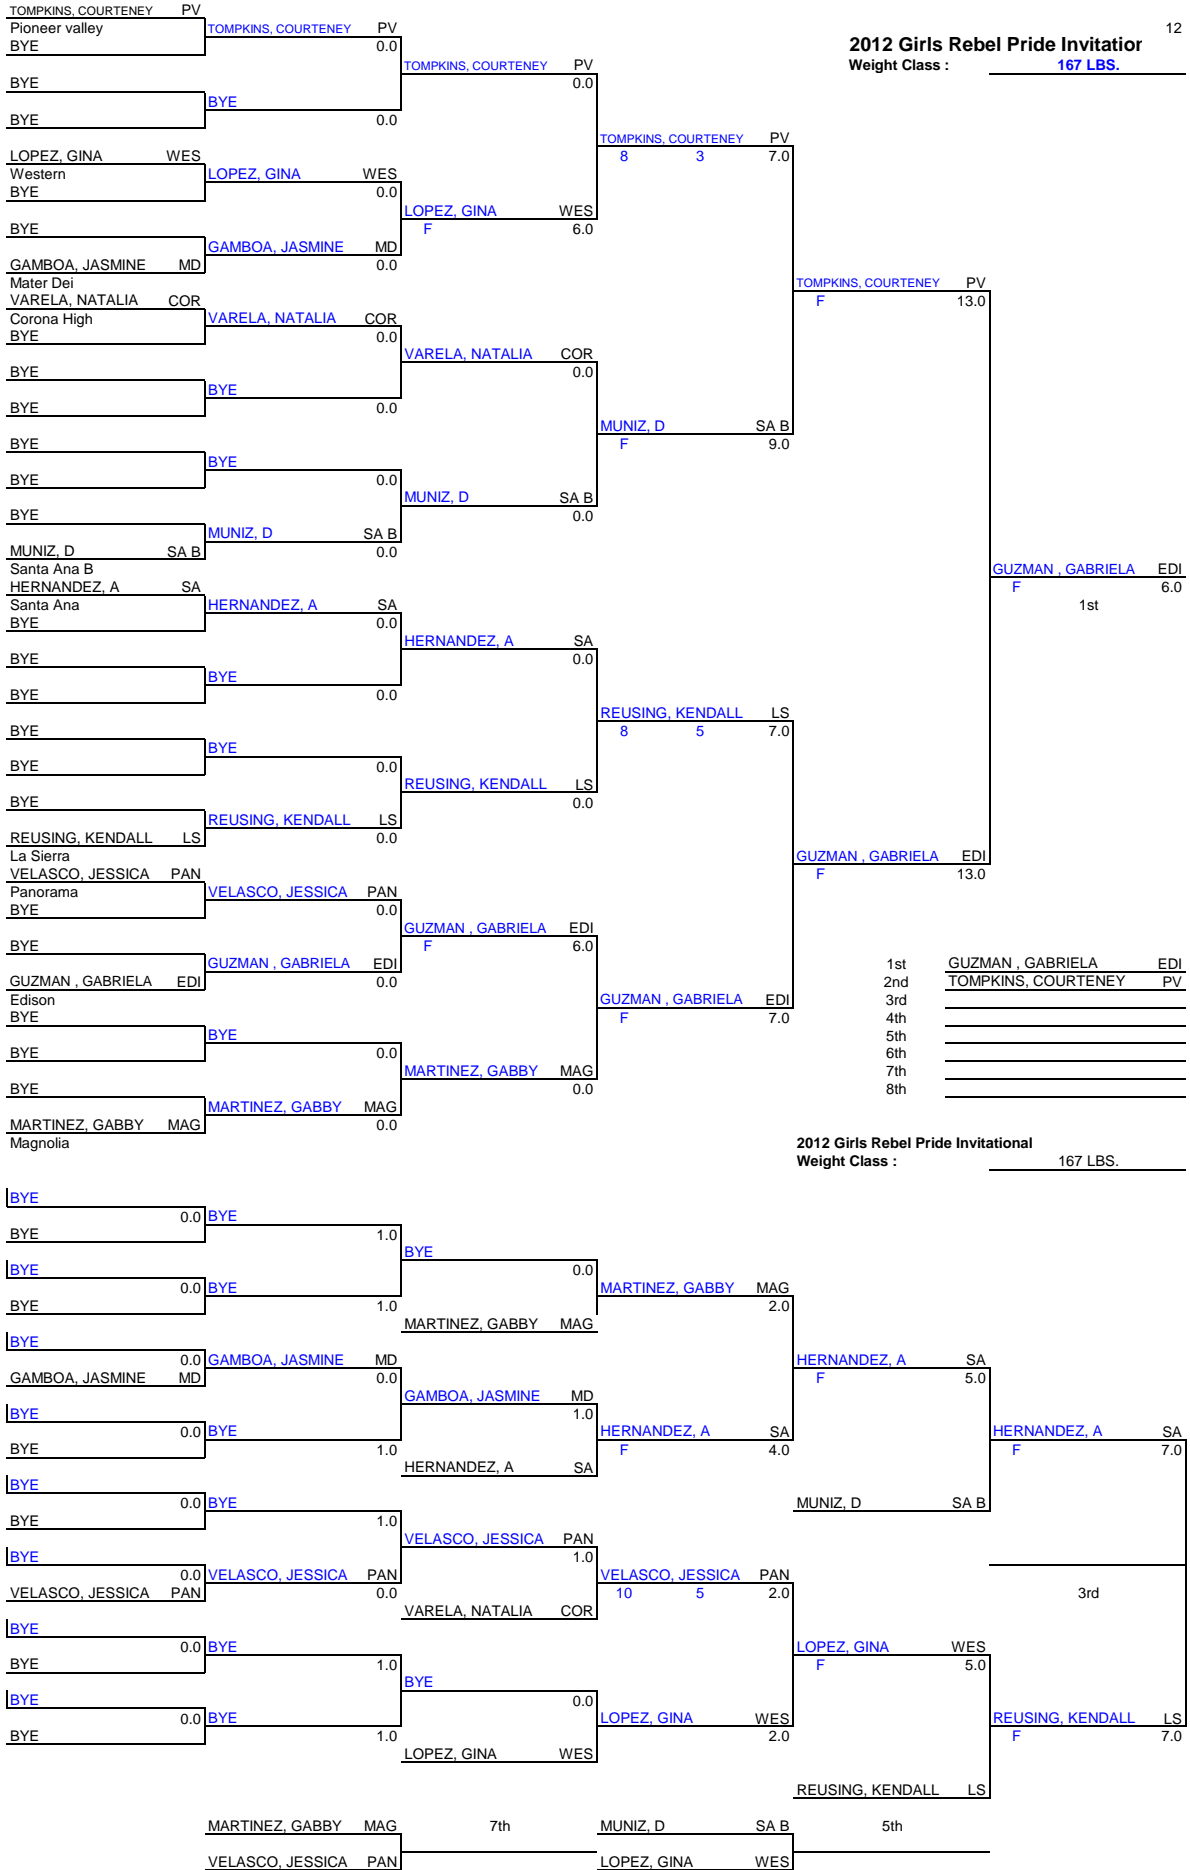 TOMPKINS, COURTENEY PV
Pioneer valley TOMPKINS, COURTENEY PV 12
BYE 0.0 2012 Girls Rebel Pride Invitation
TOMPKINS, COURTENEY PV Weight Class : 167 LBS.
BYE 0.0
BYE
BYE 0.0
TOMPKINS, COURTENEY PV
LOPEZ, GINA WES 8 3 7.0
Western LOPEZ, GINA WES
BYE 0.0
LOPEZ, GINA WES
BYE F 6.0
GAMBOA, JASMINE MD
GAMBOA, JASMINE MD 0.0
Mater Dei TOMPKINS, COURTENEY PV
VARELA, NATALIA COR F 13.0
Corona High VARELA, NATALIA COR
BYE 0.0
VARELA, NATALIA COR
BYE 0.0
BYE
BYE 0.0
MUNIZ, D SA B
BYE F 9.0
BYE
BYE 0.0
MUNIZ, D SA B
BYE 0.0
MUNIZ, D SA B
MUNIZ, D SA B 0.0
Santa Ana B GUZMAN , GABRIELA EDI
HERNANDEZ, A SA F 6.0
Santa Ana HERNANDEZ, A SA 1st
BYE 0.0
HERNANDEZ, A SA
BYE 0.0
BYE
BYE 0.0
REUSING, KENDALL LS
BYE 8 5 7.0
BYE
BYE 0.0
REUSING, KENDALL LS
BYE 0.0
REUSING, KENDALL LS
REUSING, KENDALL LS 0.0
La Sierra GUZMAN , GABRIELA EDI
VELASCO, JESSICA PAN F 13.0
Panorama VELASCO, JESSICA PAN
BYE 0.0
GUZMAN , GABRIELA EDI
BYE F 6.0
GUZMAN , GABRIELA EDI 1st GUZMAN , GABRIELA EDI
GUZMAN , GABRIELA EDI 0.0 2nd TOMPKINS, COURTENEY PV
Edison GUZMAN , GABRIELA EDI 3rd
BYE F 7.0 4th
BYE 5th
BYE 0.0 6th
MARTINEZ, GABBY MAG 7th
BYE 0.0 8th
MARTINEZ, GABBY MAG
MARTINEZ, GABBY MAG 0.0
Magnolia 2012 Girls Rebel Pride Invitational
Weight Class : 167 LBS.
BYE
0.0 BYE
BYE 1.0
BYE
BYE 0.0
0.0 BYE MARTINEZ, GABBY MAG
BYE 1.0 2.0
MARTINEZ, GABBY MAG
BYE
0.0 GAMBOA, JASMINE MD HERNANDEZ, A SA
GAMBOA, JASMINE MD 0.0 F 5.0
GAMBOA, JASMINE MD
BYE 1.0
0.0 BYE HERNANDEZ, A SA HERNANDEZ, A SA
BYE 1.0 F 4.0 F 7.0
HERNANDEZ, A SA
BYE
0.0 BYE MUNIZ, D SA B
BYE 1.0
VELASCO, JESSICA PAN
BYE 1.0
0.0 VELASCO, JESSICA PAN VELASCO, JESSICA PAN
VELASCO, JESSICA PAN 0.0 10 5 2.0 3rd
VARELA, NATALIA COR
BYE
0.0 BYE LOPEZ, GINA WES
BYE 1.0 F 5.0
BYE
BYE 0.0
0.0 BYE LOPEZ, GINA WES REUSING, KENDALL LS
BYE 1.0 2.0 F 7.0
LOPEZ, GINA WES
REUSING, KENDALL LS
MARTINEZ, GABBY MAG 7th MUNIZ, D SA B 5th
VELASCO, JESSICA PAN LOPEZ, GINA WES